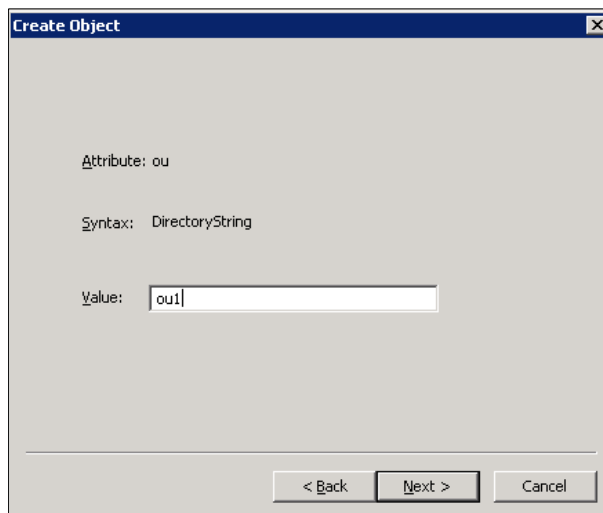 Create Object
Attribute: ou
Syntax: DirectoryString
Value: ou1
< Back Next > Cancel